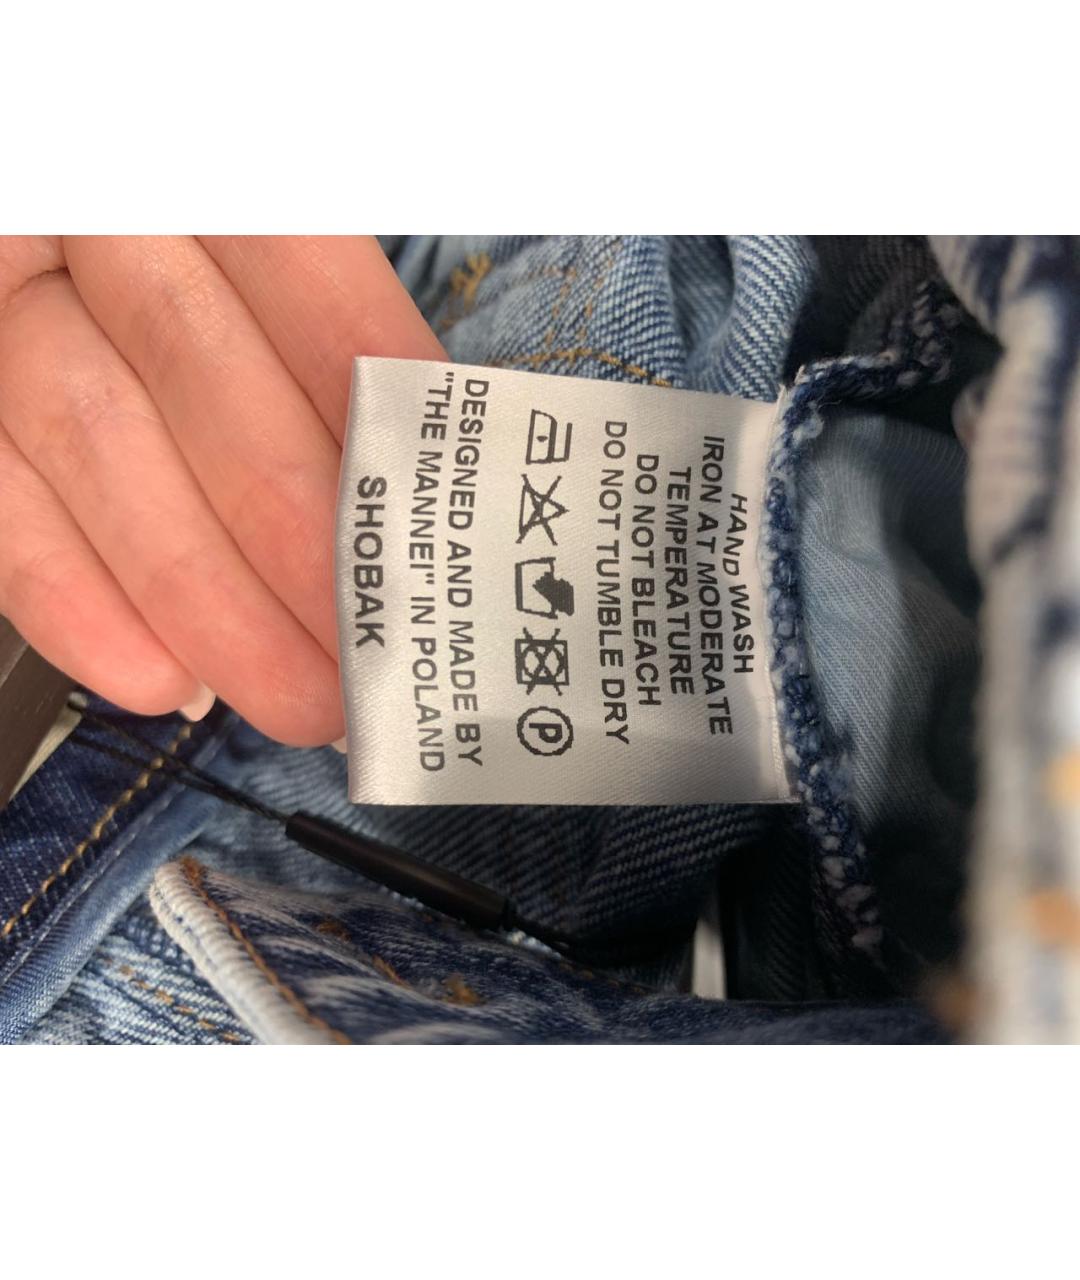 HAND WASH
IRON AT MODERATE
TEMPERATURE
DO NOT BLEACH
DO NOT TUMBLE DRY
P
DESIGNED AND MADE BY
"THE MANNEI" IN POLAND
SHOBAK